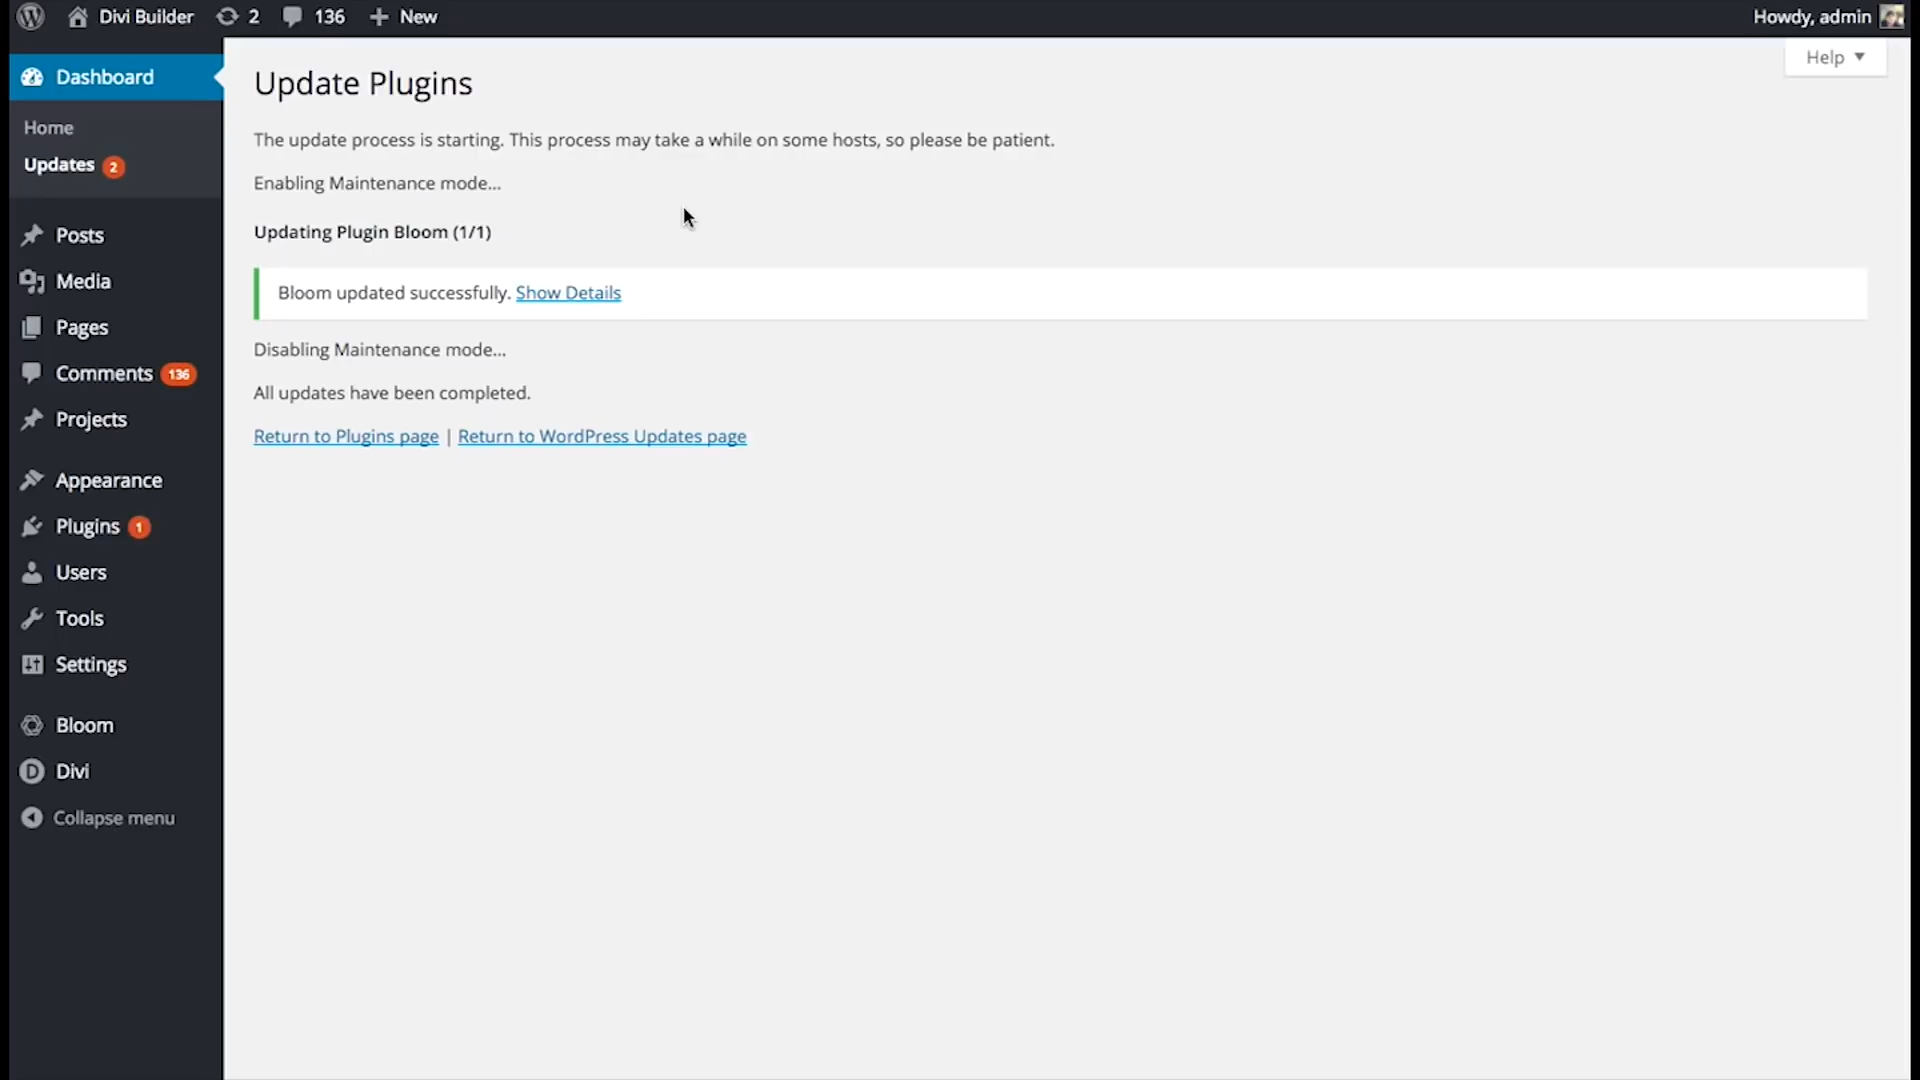 Divi Builder 2 136 New Howdy, admin
Help
Dashboard
Home
Updates 2
Posts
Media
Pages
Comments 136
Projects
Appearance
Plugins 1
Users
Tools
Settings
Bloom
Divi
Collapse menu
Update Plugins
The update process is starting. This process may take a while on some hosts, so please be patient.
Enabling Maintenance mode...
Updating Plugin Bloom (1/1)
Bloom updated successfully. Show Details
Disabling Maintenance mode...
All updates have been completed.
Return to Plugins page | Return to WordPress Updates page